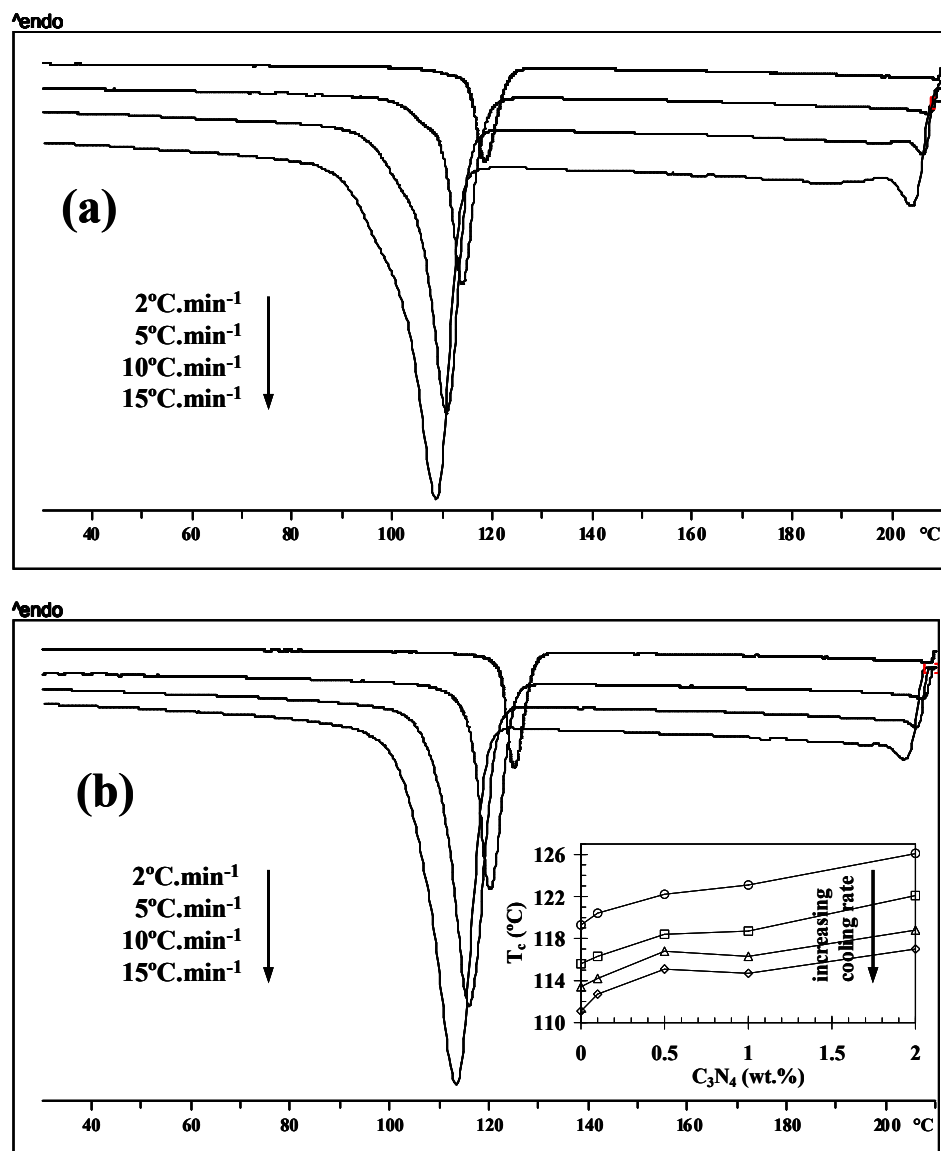 ^endo
(a)
2ºC.min-1
5ºC.min-1
10ºC.min-1
15ºC.min-1
40 60 80 100 120 140 160 180 200 °C
^endo
(b)
2ºC.min-1
5ºC.min-1
10ºC.min-1
15ºC.min-1
126
122
118
114
110
Tc (ºC)
increasing
cooling rate
0 0.5 1 1.5 2
C3N4 (wt.%)
40 60 80 100 120 140 160 180 200 °C